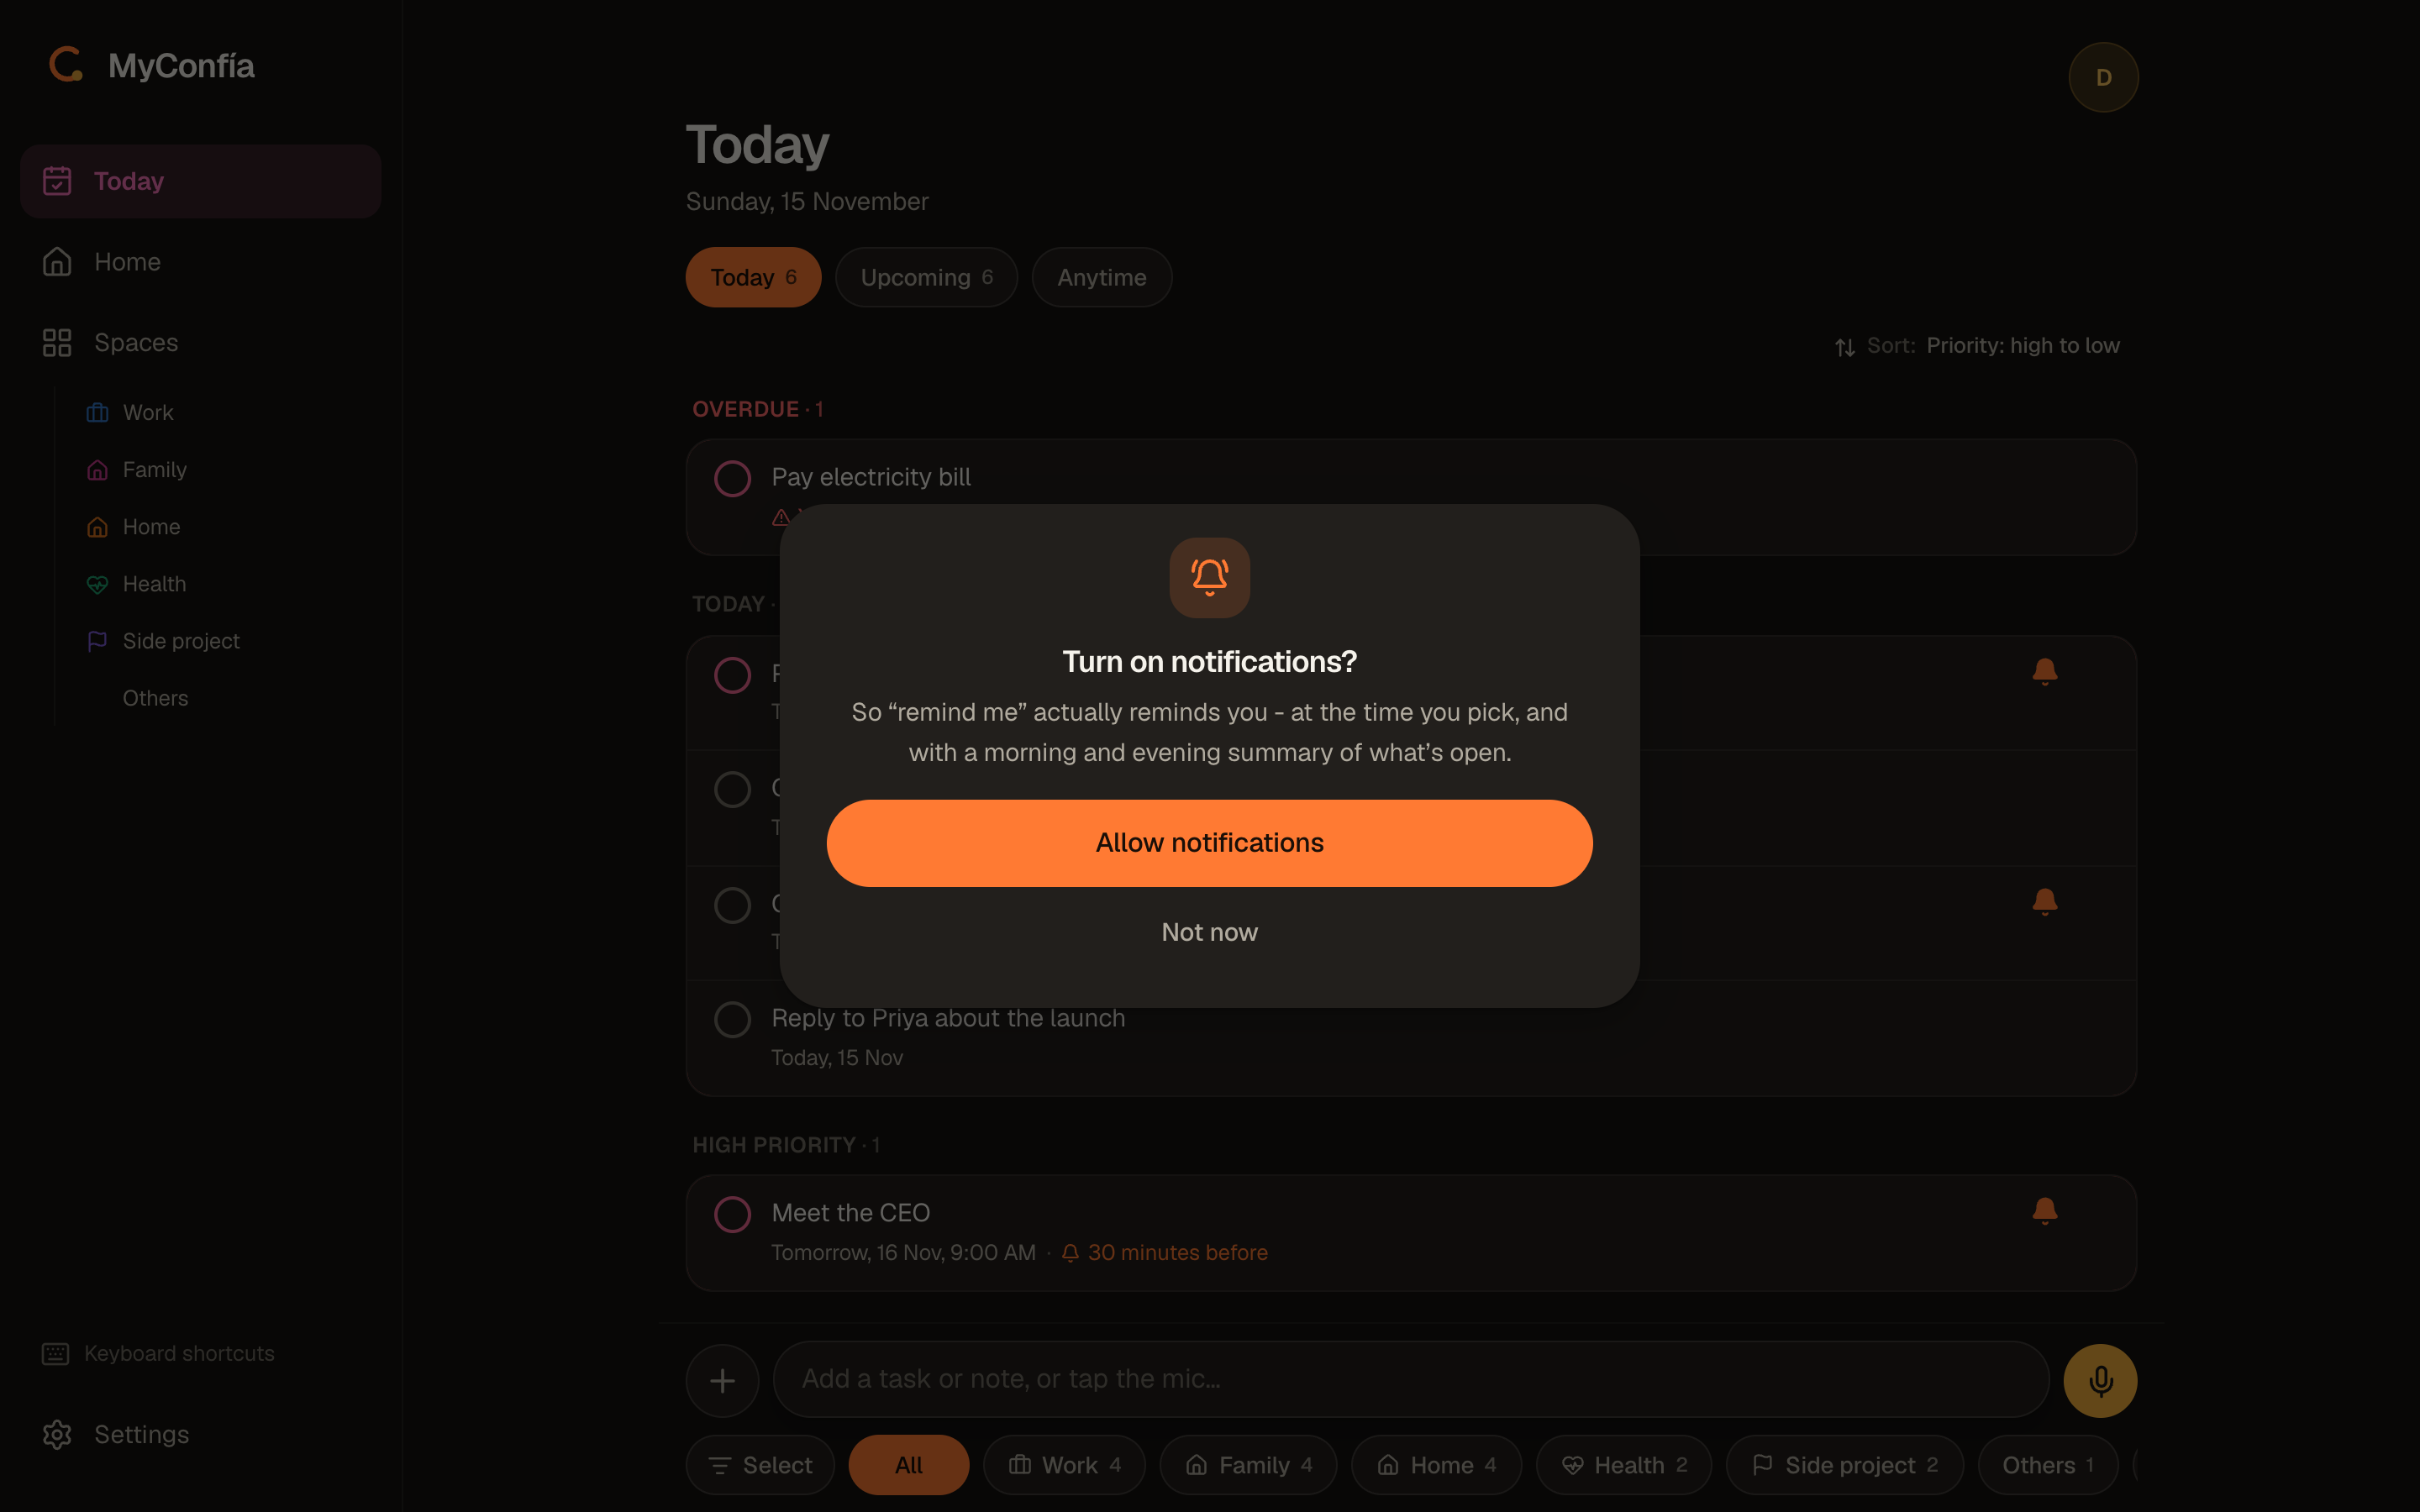 MyConfía
D
Today
Home
Spaces
Work
Family
Home
Health
Side project
Others
Keyboard shortcuts
Settings
Today
Sunday, 15 November
Today 6
Upcoming 6
Anytime
Sort: Priority: high to low
OVERDUE · 1
Pay electricity bill
TODAY ·
Turn on notifications?
So “remind me” actually reminds you - at the time you pick, and
with a morning and evening summary of what’s open.
Allow notifications
Not now
Reply to Priya about the launch
Today, 15 Nov
HIGH PRIORITY · 1
Meet the CEO
Tomorrow, 16 Nov, 9:00 AM · 30 minutes before
Add a task or note, or tap the mic...
Select
All
Work 4
Family 4
Home 4
Health 2
Side project 2
Others 1